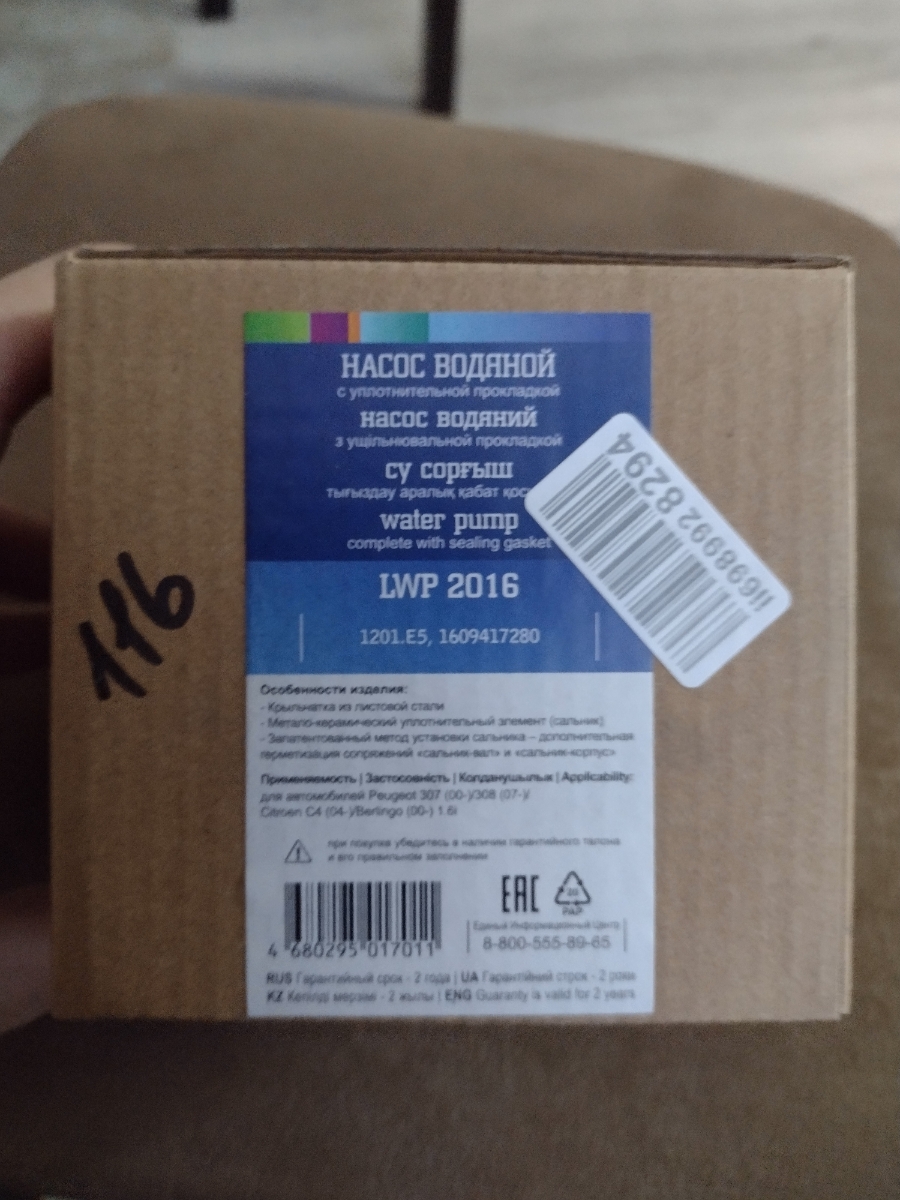 НАСОС ВОДЯНОЙ
с уплотнительной прокладкой
насос водяний
з ущільнювальной прокладкой
су сорғыш
тығыздау аралық қабат
water pump
complete with sealing gasket
LWP 2016
1201.E5, 1609417280
Особенности изделия:
- Крыльчатка из листовой стали
- Метало-керамический уплотнительный элемент (сальник)
- Запатентованный метод установки сальника – дополнительная
герметизация сопряжений «сальник-вал» и «сальник-корпус»
Применяемость | Застосовність | Колданушылык | Applicability:
для автомобилей Peugeot 307 (00-)/308 (07-)/
Citroen C4 (04-)/Berlingo (00-) 1.6i
при покупке убедитесь в наличии гарантийного талона
и его правильном заполнении
4 680295 017011
EAC
20
PAP
Единый Информационный Центр
8-800-555-89-65
RUS Гарантийный срок - 2 года | UA Гарантійний строк - 2 роки
KZ Кепілді мерзімі - 2 жылы | ENG Guaranty is valid for 2 years
8294
116